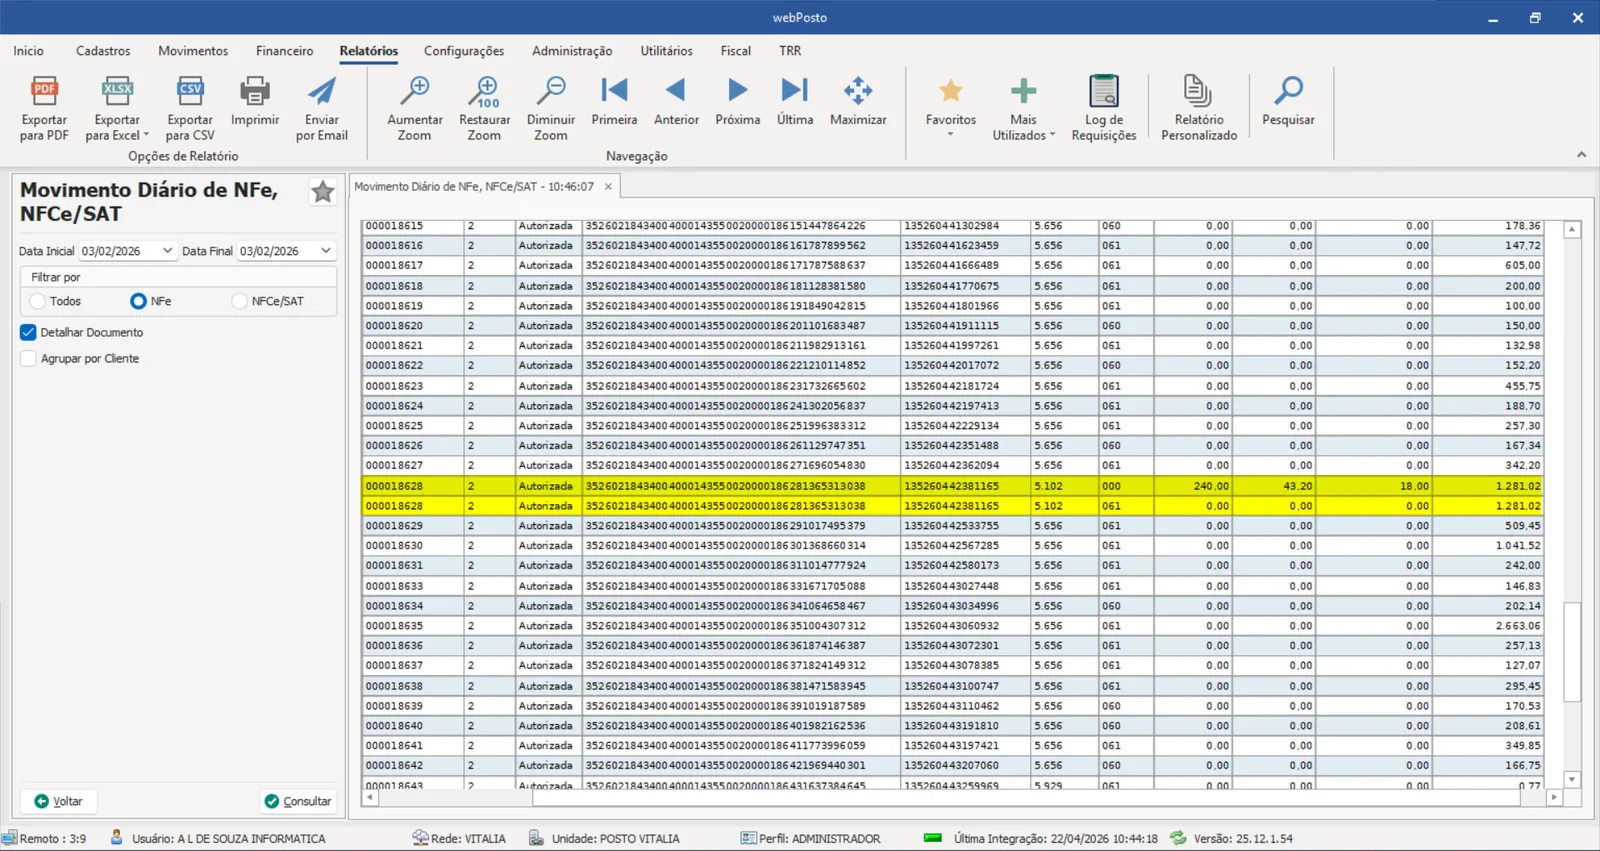 webPosto
Inicio Cadastros Movimentos Financeiro Relatórios Configurações Administração Utilitários Fiscal TRR
PDF XLSX CSV 100
Exportar para PDF Exportar para Excel Exportar para CSV Imprimir Enviar por Email Aumentar Zoom Restaurar Zoom Diminuir Zoom Primeira Anterior Próxima Última Maximizar Favoritos Mais Utilizados Log de Requisições Relatório Personalizado Pesquisar
Opções de Relatório Navegação
Movimento Diário de NFe, NFCe/SAT
Data Inicial 03/02/2026 Data Final 03/02/2026
Filtrar por
Todos NFe NFCe/SAT
Detalhar Documento
Agrupar por Cliente
Voltar Consultar
Movimento Diário de NFe, NFCe/SAT - 10:46:07
000018615 2 Autorizada 35260218434004000143550020000186151447864226 135260441302984 5.656 060 0,00 0,00 0,00 178,36
000018616 2 Autorizada 35260218434004000143550020000186161787899562 135260441623459 5.656 061 0,00 0,00 0,00 147,72
000018617 2 Autorizada 35260218434004000143550020000186171787588637 135260441666489 5.656 061 0,00 0,00 0,00 605,00
000018618 2 Autorizada 35260218434004000143550020000186181128381580 135260441770675 5.656 061 0,00 0,00 0,00 200,00
000018619 2 Autorizada 35260218434004000143550020000186191849042815 135260441801966 5.656 061 0,00 0,00 0,00 100,00
000018620 2 Autorizada 35260218434004000143550020000186201101683487 135260441911115 5.656 060 0,00 0,00 0,00 150,00
000018621 2 Autorizada 35260218434004000143550020000186211982913161 135260441997261 5.656 061 0,00 0,00 0,00 132,98
000018622 2 Autorizada 35260218434004000143550020000186221210114852 135260442017072 5.656 060 0,00 0,00 0,00 152,20
000018623 2 Autorizada 35260218434004000143550020000186231732665602 135260442181724 5.656 061 0,00 0,00 0,00 455,75
000018624 2 Autorizada 35260218434004000143550020000186241302056837 135260442197413 5.656 061 0,00 0,00 0,00 188,70
000018625 2 Autorizada 35260218434004000143550020000186251996383312 135260442229134 5.656 061 0,00 0,00 0,00 257,30
000018626 2 Autorizada 35260218434004000143550020000186261129747351 135260442351488 5.656 060 0,00 0,00 0,00 167,34
000018627 2 Autorizada 35260218434004000143550020000186271696054830 135260442362094 5.656 061 0,00 0,00 0,00 342,20
000018628 2 Autorizada 35260218434004000143550020000186281365313038 135260442381165 5.102 000 240,00 43,20 18,00 1.281,02
000018628 2 Autorizada 35260218434004000143550020000186281365313038 135260442381165 5.102 061 0,00 0,00 0,00 1.281,02
000018629 2 Autorizada 35260218434004000143550020000186291017495379 135260442533755 5.656 061 0,00 0,00 0,00 509,45
000018630 2 Autorizada 35260218434004000143550020000186301368660314 135260442567285 5.656 061 0,00 0,00 0,00 1.041,52
000018631 2 Autorizada 35260218434004000143550020000186311014777924 135260442580173 5.656 061 0,00 0,00 0,00 242,00
000018633 2 Autorizada 35260218434004000143550020000186331671705088 135260443027448 5.656 061 0,00 0,00 0,00 146,83
000018634 2 Autorizada 35260218434004000143550020000186341064658467 135260443034996 5.656 060 0,00 0,00 0,00 202,14
000018635 2 Autorizada 35260218434004000143550020000186351004307312 135260443060932 5.656 061 0,00 0,00 0,00 2.663,06
000018636 2 Autorizada 35260218434004000143550020000186361874146387 135260443072301 5.656 061 0,00 0,00 0,00 257,13
000018637 2 Autorizada 35260218434004000143550020000186371824149312 135260443078385 5.656 061 0,00 0,00 0,00 127,07
000018638 2 Autorizada 35260218434004000143550020000186381471583945 135260443100747 5.656 061 0,00 0,00 0,00 295,45
000018639 2 Autorizada 35260218434004000143550020000186391019187589 135260443110462 5.656 060 0,00 0,00 0,00 170,53
000018640 2 Autorizada 35260218434004000143550020000186401982162536 135260443191810 5.656 060 0,00 0,00 0,00 208,61
000018641 2 Autorizada 35260218434004000143550020000186411773996059 135260443197421 5.656 061 0,00 0,00 0,00 349,85
000018642 2 Autorizada 35260218434004000143550020000186421969440301 135260443207060 5.656 060 0,00 0,00 0,00 166,75
000018643 2 Autorizada 35260218434004000143550020000186431637384645 135260443259969 5.929 061 0,00 0,00 0,00 0,77
Remoto : 3:9 Usuário: A L DE SOUZA INFORMATICA Rede: VITALIA Unidade: POSTO VITALIA Perfil: ADMINISTRADOR Última Integração: 22/04/2026 10:44:18 Versão: 25.12.1.54